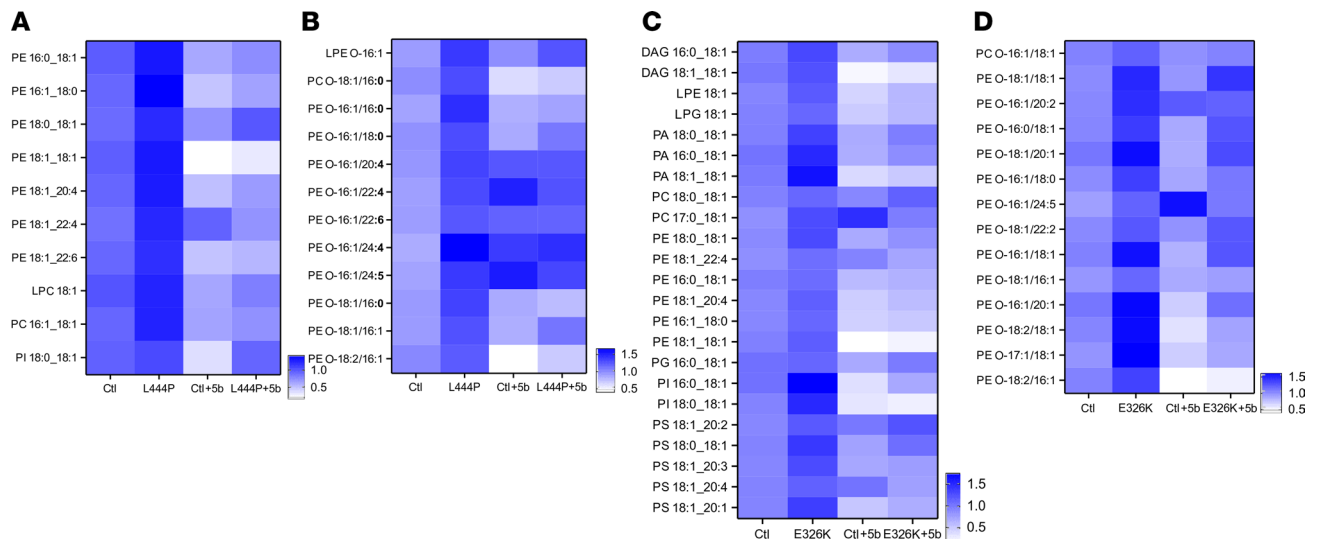 A
PE 16:0_18:1
PE 16:1_18:0
PE 18:0_18:1
PE 18:1_18:1
PE 18:1_20:4
PE 18:1_22:4
PE 18:1_22:6
LPC 18:1
PC 16:1_18:1
PI 18:0_18:1
Ctl L444P Ctl+5b L444P+5b
1.0
0.5
B
LPE O-16:1
PC O-18:1/16:0
PE O-16:1/16:0
PE O-16:1/18:0
PE O-16:1/20:4
PE O-16:1/22:4
PE O-16:1/22:6
PE O-16:1/24:4
PE O-16:1/24:5
PE O-18:1/16:0
PE O-18:1/16:1
PE O-18:2/16:1
Ctl L444P Ctl+5b L444P+5b
1.5
1.0
0.5
C
DAG 16:0_18:1
DAG 18:1_18:1
LPE 18:1
LPG 18:1
PA 18:0_18:1
PA 16:0_18:1
PA 18:1_18:1
PC 18:0_18:1
PC 17:0_18:1
PE 18:0_18:1
PE 18:1_22:4
PE 16:0_18:1
PE 18:1_20:4
PE 16:1_18:0
PE 18:1_18:1
PG 16:0_18:1
PI 16:0_18:1
PI 18:0_18:1
PS 18:1_20:2
PS 18:0_18:1
PS 18:1_20:3
PS 18:1_20:4
PS 18:1_20:1
Ctl E326K Ctl+5b E326K+5b
1.5
1.0
0.5
D
PC O-16:1/18:1
PE O-18:1/18:1
PE O-16:1/20:2
PE O-16:0/18:1
PE O-18:1/20:1
PE O-16:1/18:0
PE O-16:1/24:5
PE O-18:1/22:2
PE O-16:1/18:1
PE O-18:1/16:1
PE O-16:1/20:1
PE O-18:2/18:1
PE O-17:1/18:1
PE O-18:2/16:1
Ctl E326K Ctl+5b E326K+5b
1.5
1.0
0.5